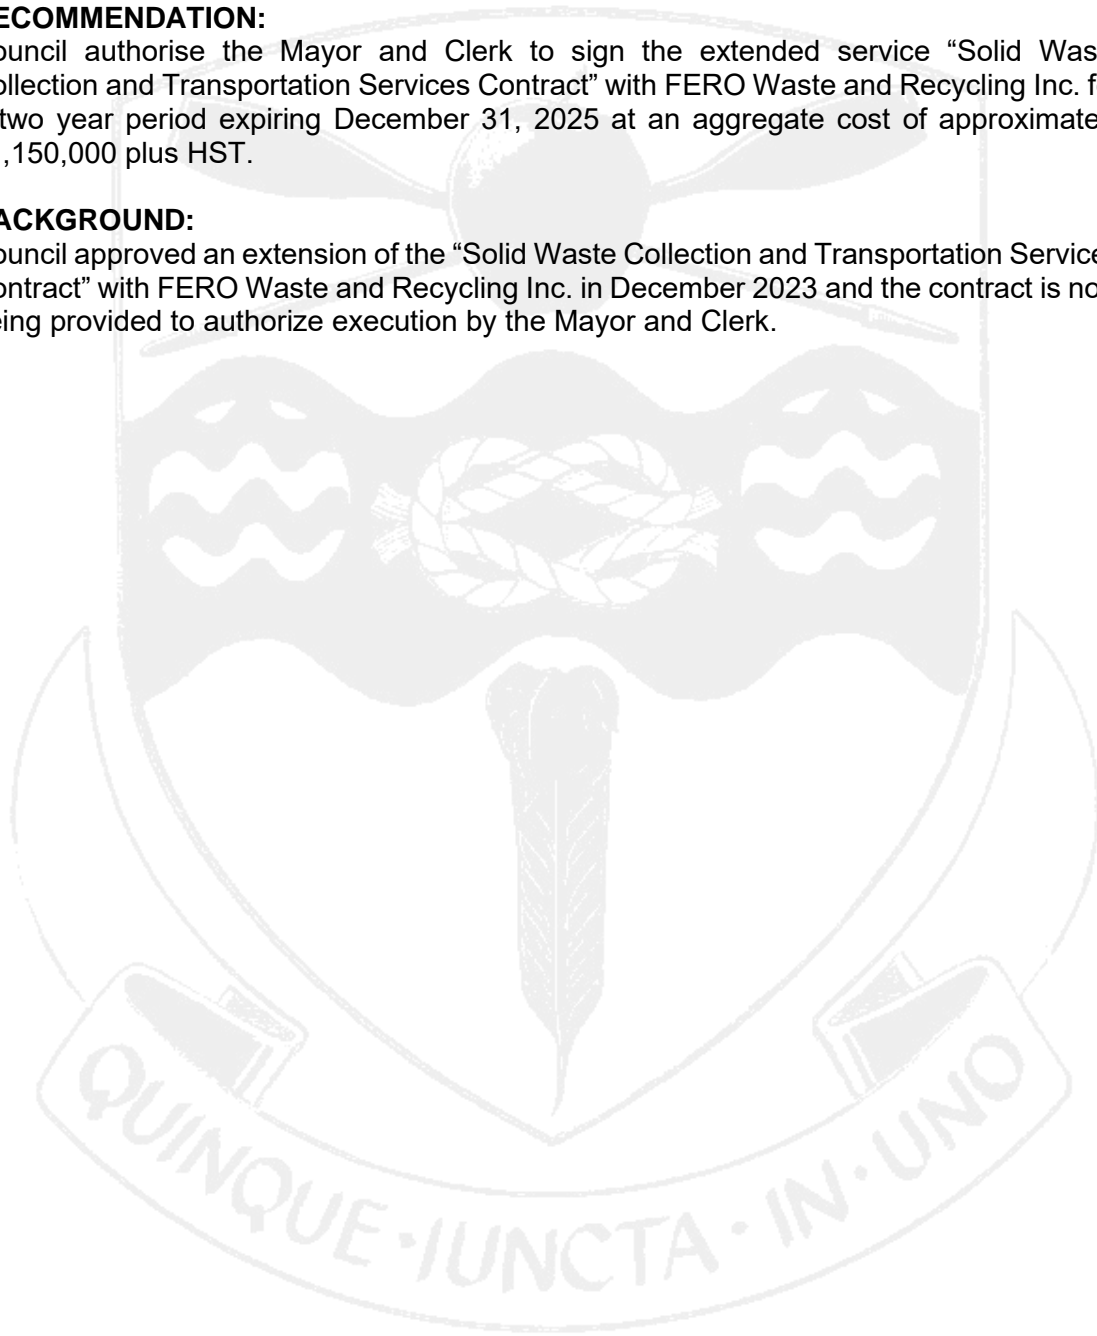 ECOMMENDATION:
ouncil authorise the Mayor and Clerk to sign the extended service “Solid Was
ollection and Transportation Services Contract” with FERO Waste and Recycling Inc. f
two year period expiring December 31, 2025 at an aggregate cost of approximate
,150,000 plus HST.
ACKGROUND:
ouncil approved an extension of the “Solid Waste Collection and Transportation Service
ontract” with FERO Waste and Recycling Inc. in December 2023 and the contract is no
eing provided to authorize execution by the Mayor and Clerk.
QUINQUE · IUNCTA · IN · UNO